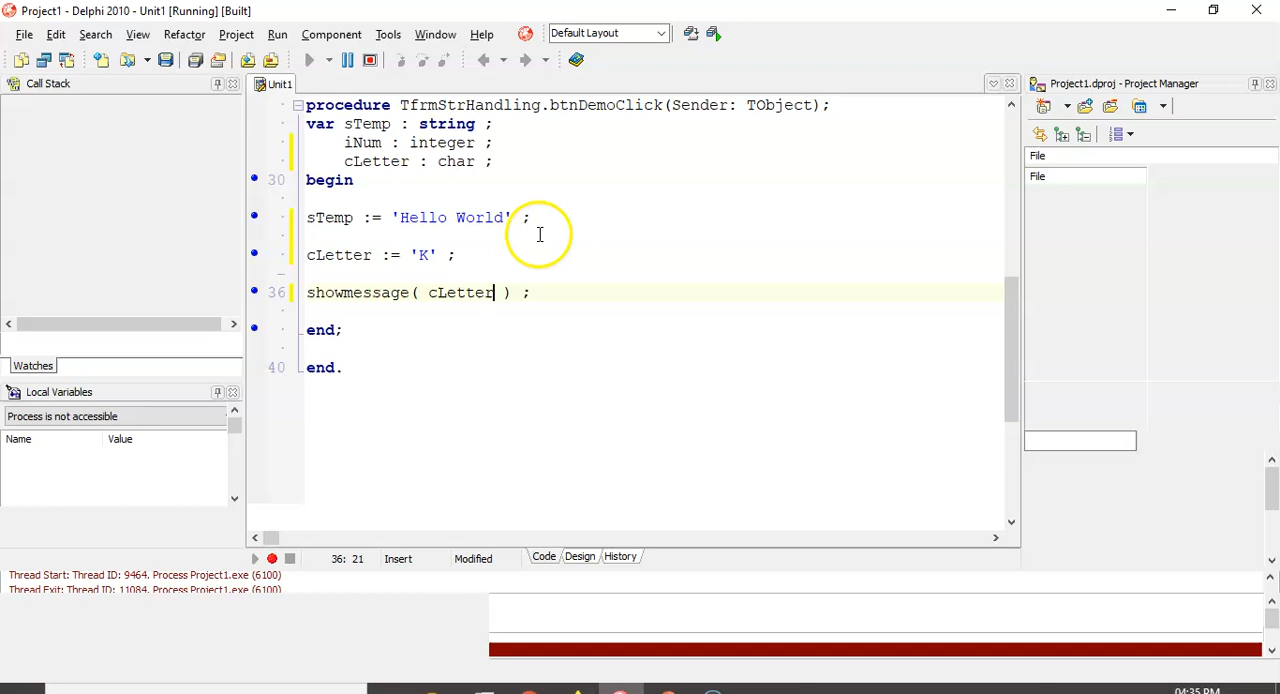 Project1 - Delphi 2010 - Unit1 [Running] [Built]
File Edit Search View Refactor Project Run Component Tools Window Help Default Layout
Call Stack
Unit1
Project1.dproj - Project Manager
procedure TfrmStrHandling.btnDemoClick(Sender: TObject);
var sTemp : string ;
iNum : integer ;
cLetter : char ;
30 begin
sTemp := 'Hello World' ;
cLetter := 'K' ;
36 showmessage( cLetter ) ;
end;
40 end.
File
File
Watches
Local Variables
Process is not accessible
Name Value
36: 21 Insert Modified Code Design History
Thread Start: Thread ID: 9464. Process Project1.exe (6100)
Thread Exit: Thread ID: 11084. Process Project1.exe (6100)
04:35 PM